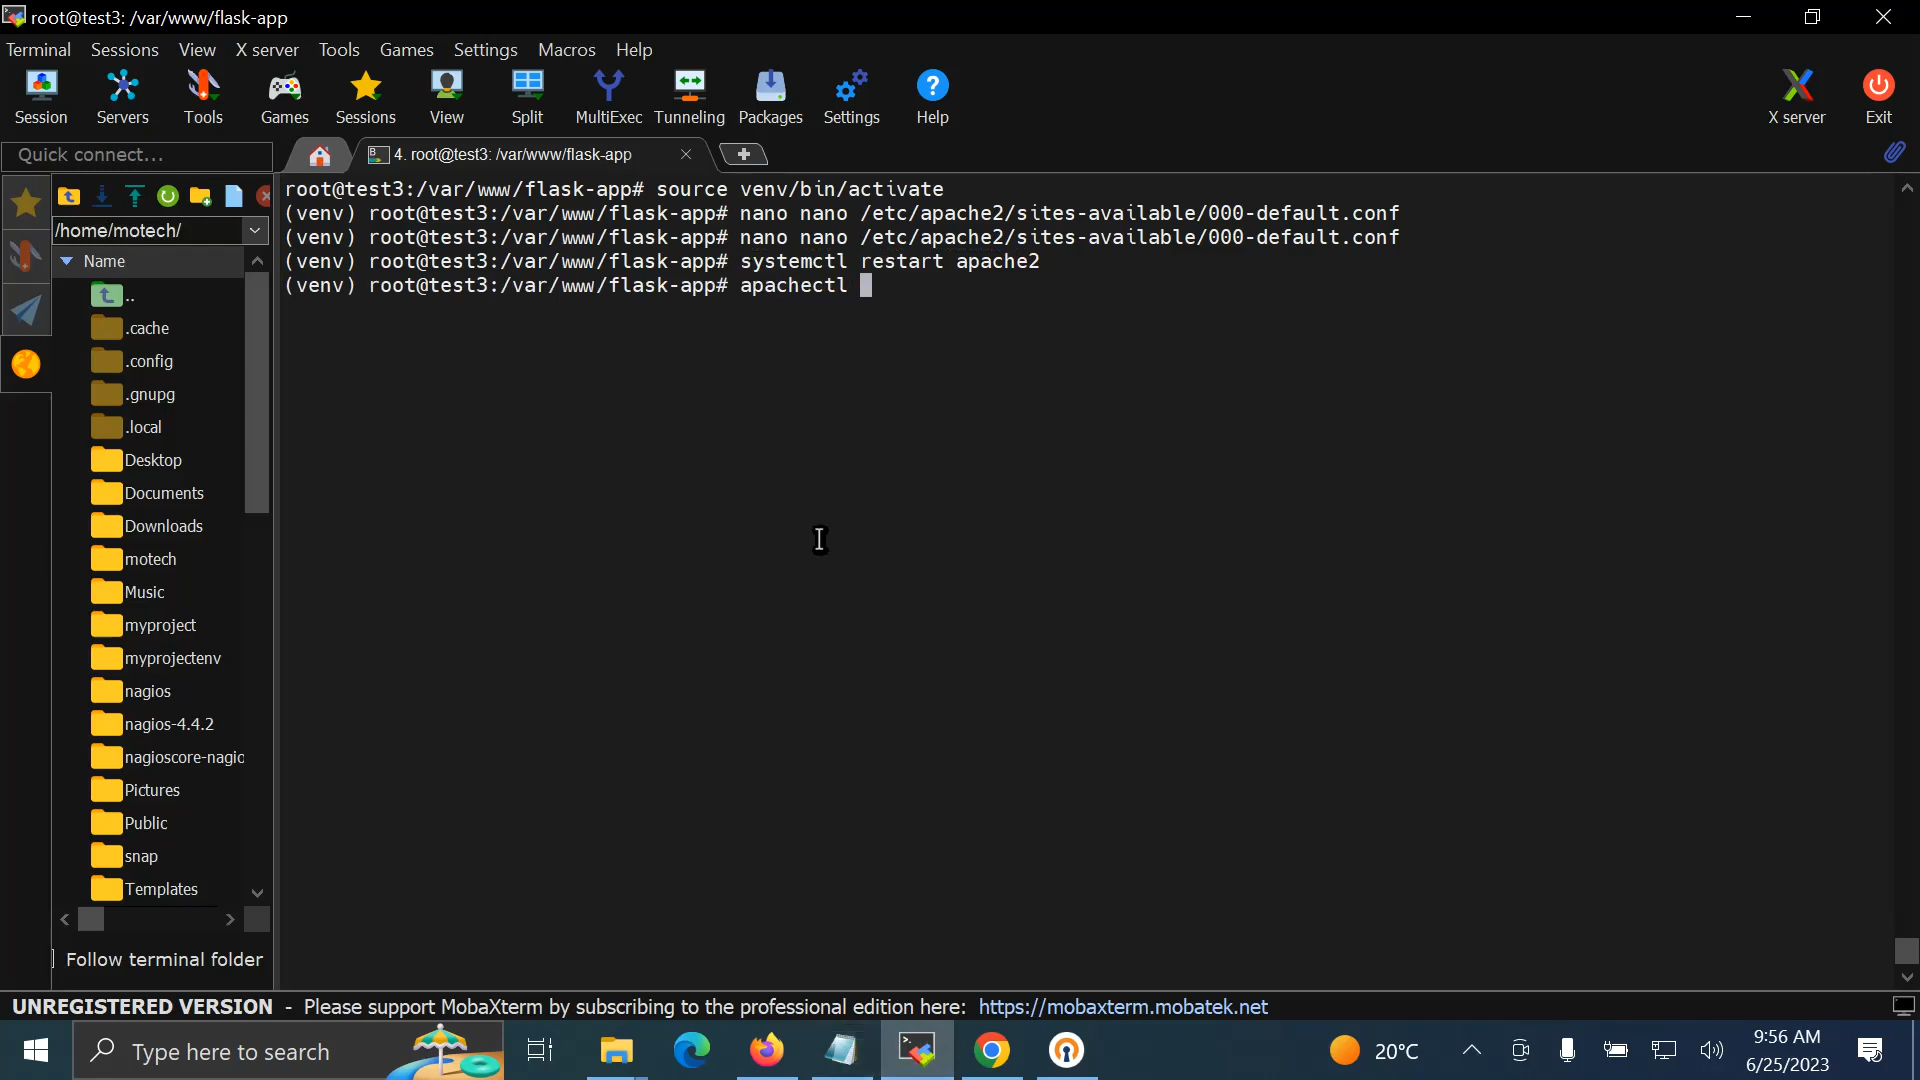 root@test3: /var/www/flask-app
Terminal Sessions View X server Tools Games Settings Macros Help
Session Servers Tools Games Sessions View Split MultiExec Tunneling Packages Settings Help X server Exit
Quick connect... 4. root@test3: /var/www/flask-app
/home/motech/
Name
..
.cache
.config
.gnupg
.local
Desktop
Documents
Downloads
motech
Music
myproject
myprojectenv
nagios
nagios-4.4.2
nagioscore-nagio
Pictures
Public
snap
Templates
Follow terminal folder
root@test3:/var/www/flask-app# source venv/bin/activate
(venv) root@test3:/var/www/flask-app# nano nano /etc/apache2/sites-available/000-default.conf
(venv) root@test3:/var/www/flask-app# nano nano /etc/apache2/sites-available/000-default.conf
(venv) root@test3:/var/www/flask-app# systemctl restart apache2
(venv) root@test3:/var/www/flask-app# apachectl
UNREGISTERED VERSION - Please support MobaXterm by subscribing to the professional edition here: https://mobaxterm.mobatek.net
Type here to search
20°C
9:56 AM
6/25/2023